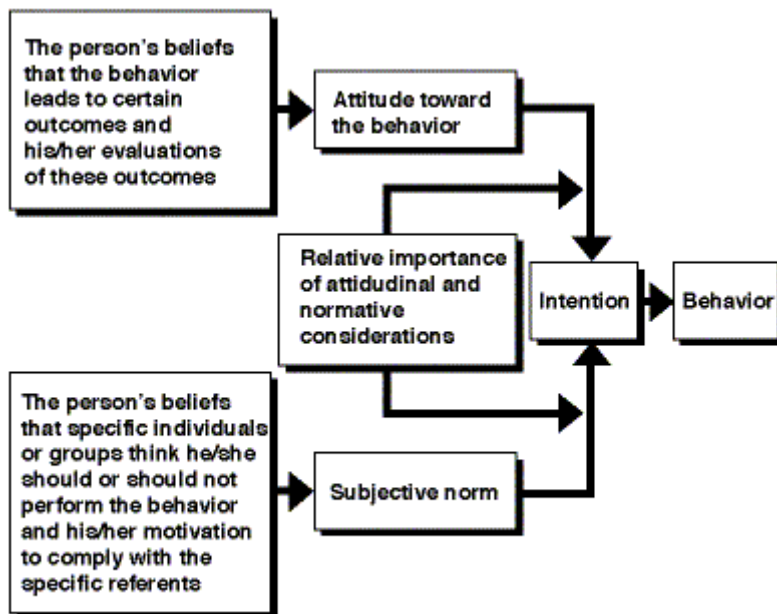 The person's beliefs
that the behavior
leads to certain
outcomes and
his/her evaluations
of these outcomes
Attitude toward
the behavior
Relative importance
of attidudinal and
normative
considerations
Intention
Behavior
The person's beliefs
that specific individuals
or groups think he/she
should or should not
perform the behavior
and his/her motivation
to comply with the
specific referents
Subjective norm